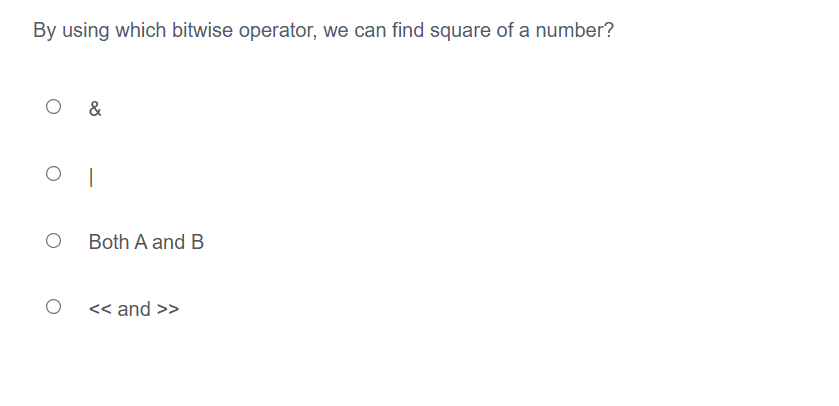 By using which bitwise operator, we can find square of a number?
&
|
Both A and B
<< and >>